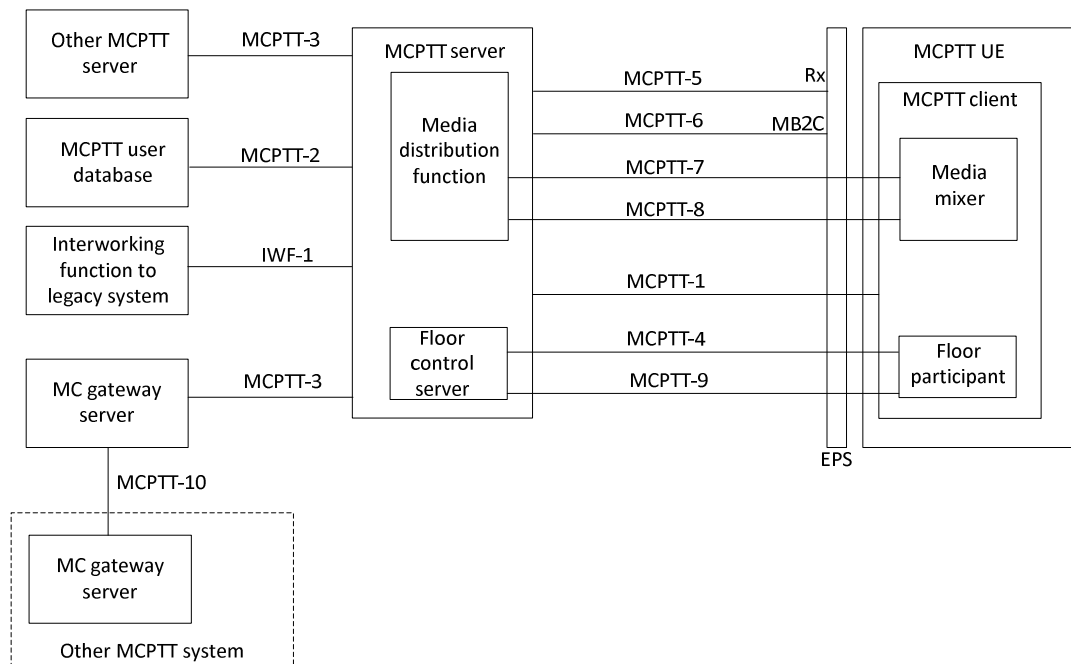 Other MCPTT
server
MCPTT-3
MCPTT user
database
MCPTT-2
Interworking
function to
legacy system
IWF-1
MC gateway
server
MCPTT-3
MCPTT-10
MC gateway
server
Other MCPTT system
MCPTT server
Media
distribution
function
Floor
control
server
MCPTT-5
Rx
MCPTT-6
MB2C
MCPTT-7
MCPTT-8
MCPTT-1
MCPTT-4
MCPTT-9
EPS
MCPTT UE
MCPTT client
Media
mixer
Floor
participant